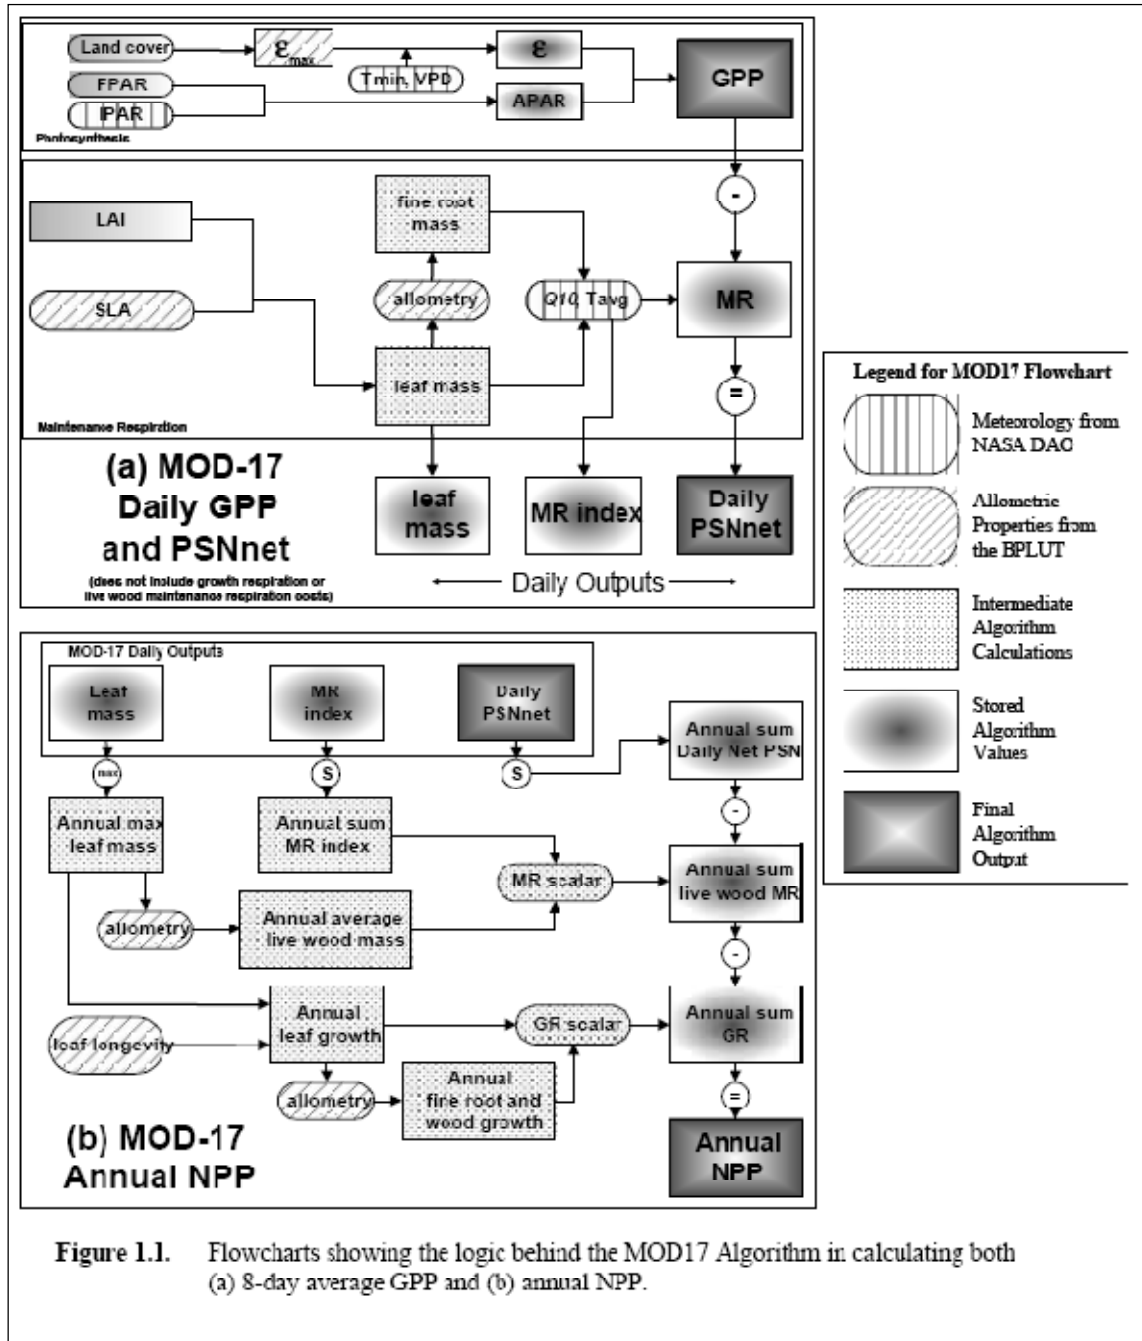 Land cover
ε max
ε
GPP
Tmin, VPD
FPAR
IPAR
APAR
Photosynthesis
LAI
fine root
mass
SLA
allometry
Q10, Tavg
MR
leaf mass
-
=
Maintenance Respiration
(a) MOD-17
Daily GPP
and PSNnet
(does not include growth respiration or
live wood maintenance respiration costs)
leaf
mass
MR index
Daily
PSNnet
Daily Outputs
Legend for MOD17 Flowchart
Meteorology from
NASA DAO
Allometric
Properties from
the BPLUT
Intermediate
Algorithm
Calculations
Stored
Algorithm
Values
Final
Algorithm
Output
MOD-17 Daily Outputs
Leaf
mass
MR
index
Daily
PSNnet
Annual sum
Daily Net PSN
max
S
S
-
Annual max
leaf mass
Annual sum
MR index
MR scalar
Annual sum
live wood MR
allometry
Annual average
live wood mass
-
Annual
leaf growth
GR scalar
Annual sum
GR
leaf longevity
allometry
Annual
fine root and
wood growth
=
(b) MOD-17
Annual NPP
Annual
NPP
Figure 1.1. Flowcharts showing the logic behind the MOD17 Algorithm in calculating both
(a) 8-day average GPP and (b) annual NPP.